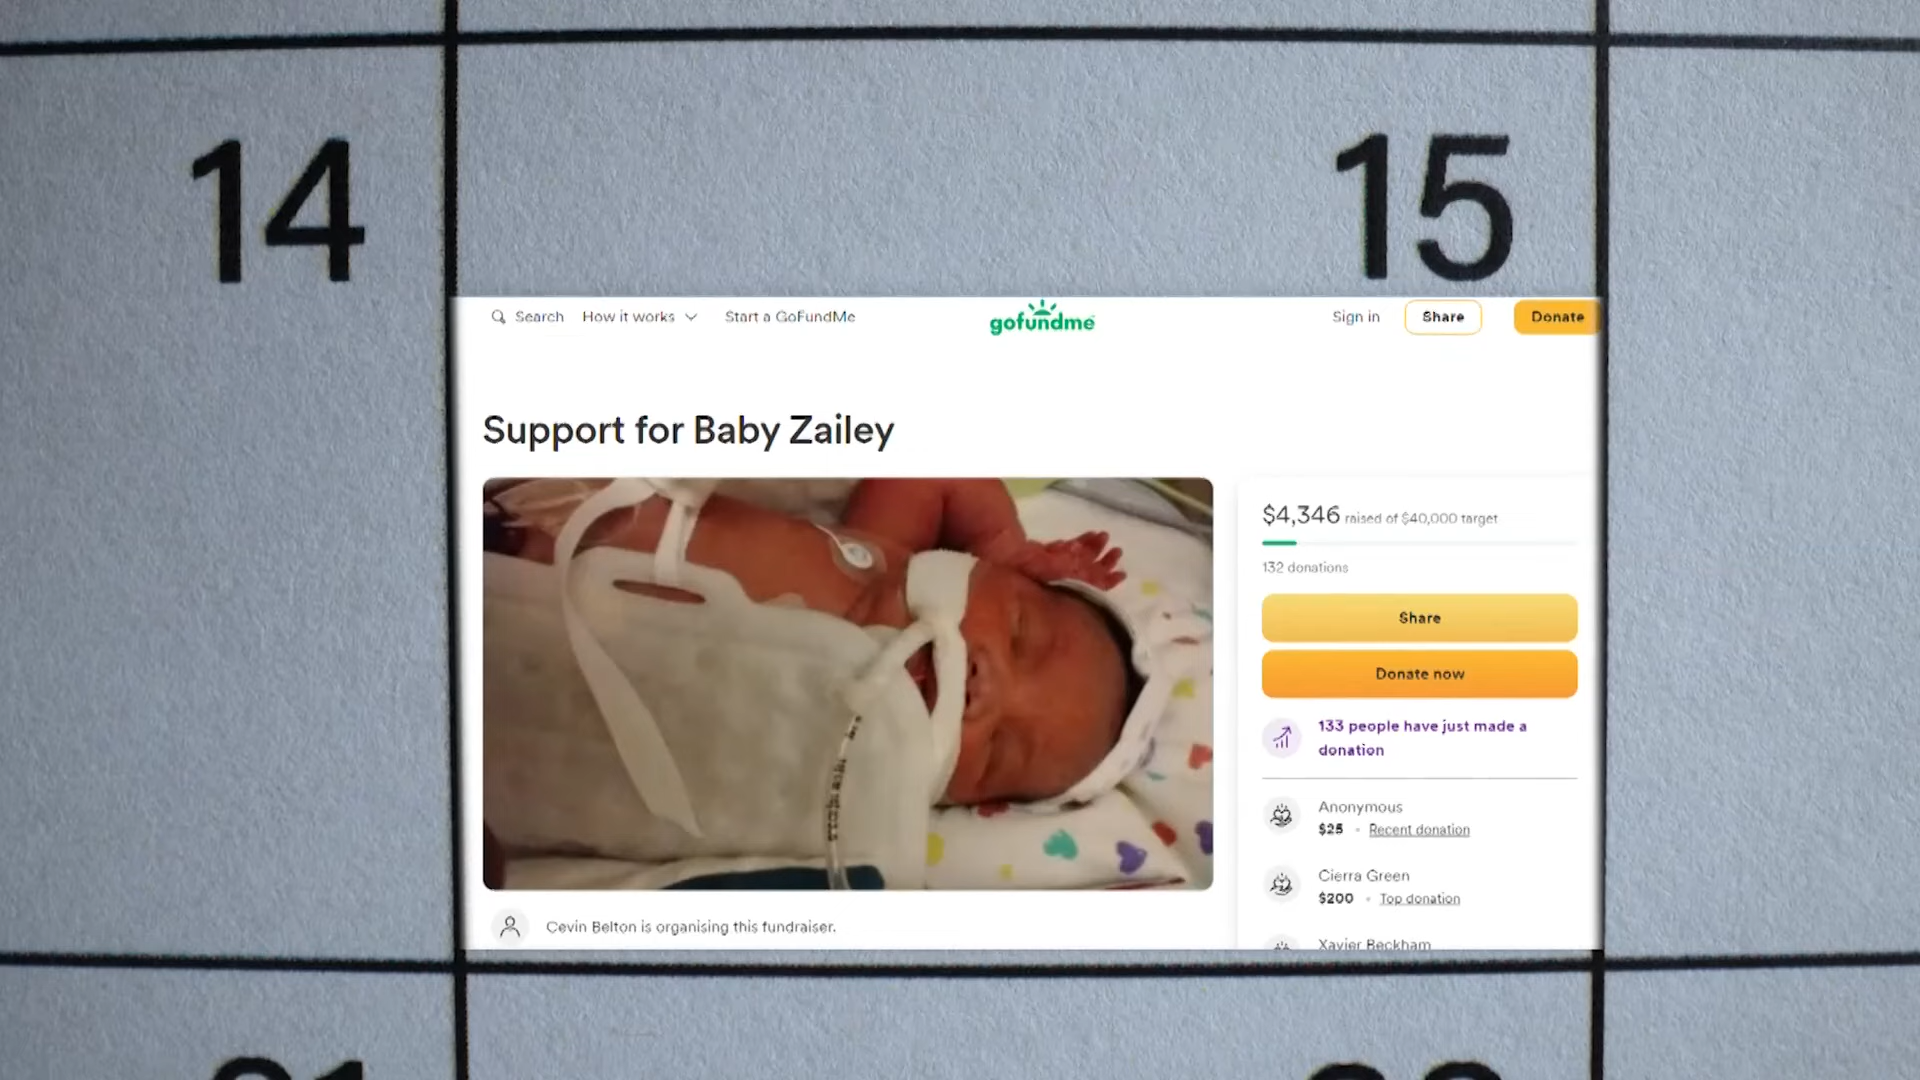 14
15
Search How it works Start a GoFundMe
gofundme
Sign in Share Donate
Support for Baby Zailey
$4,346 raised of $40,000 target
132 donations
Share
Donate now
133 people have just made a
donation
Anonymous
$25 • Recent donation
Cierra Green
$200 • Top donation
Xavier Beckham
Cevin Belton is organising this fundraiser.